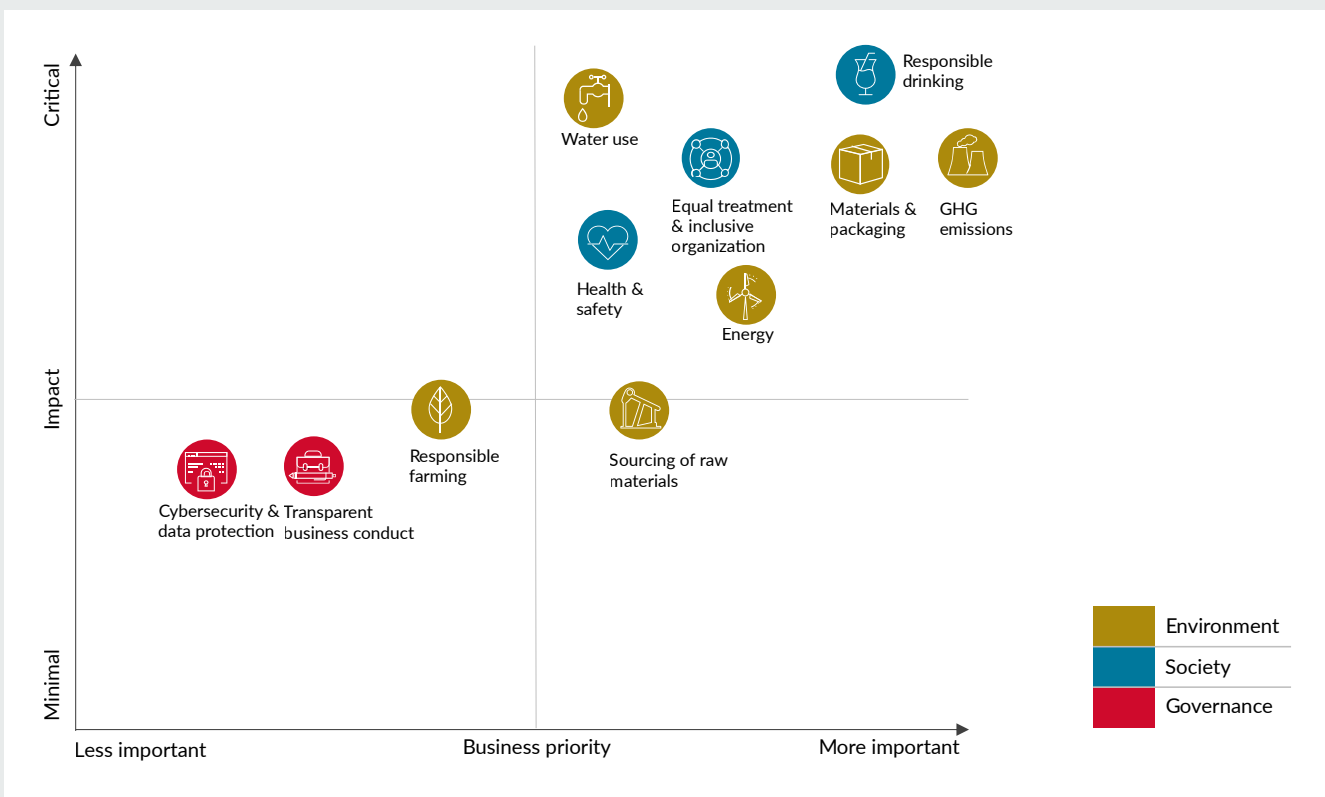 Critical
Impact
Minimal
Water use
Responsible
drinking
Equal treatment
& inclusive
organization
Materials &
packaging
GHG
emissions
Health &
safety
Energy
Responsible
farming
Sourcing of raw
materials
Cybersecurity &
data protection
Transparent
business conduct
Environment
Society
Governance
Less important
Business priority
More important